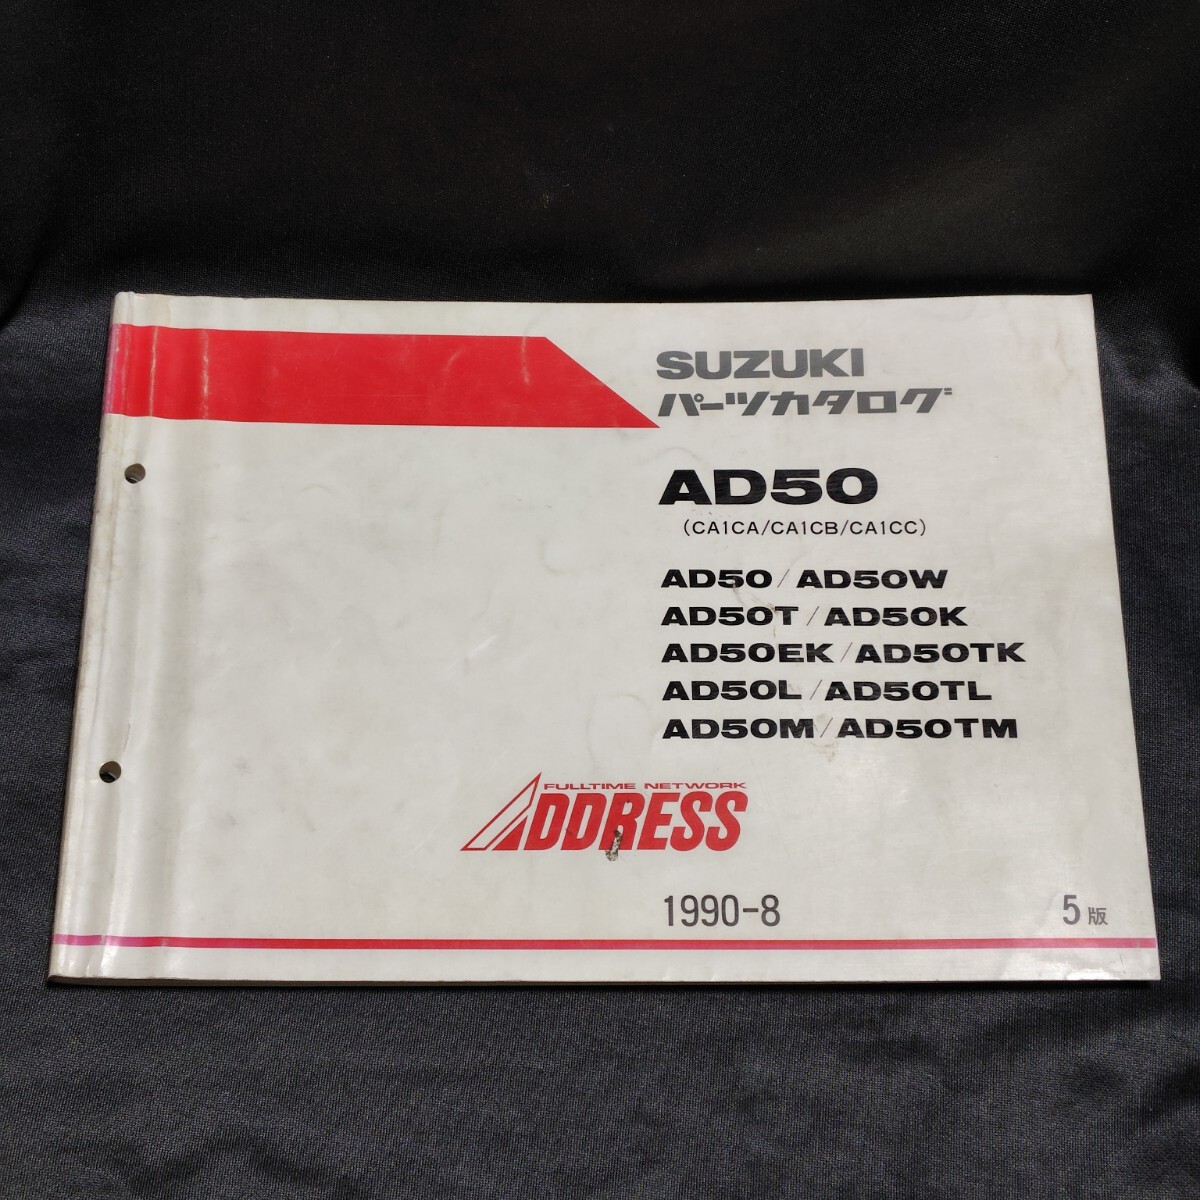 SUZUKI
パーツカタログ
AD50
(CA1CA/CA1CB/CA1CC)
AD50/AD50W
AD50T/AD50K
AD50EK/AD50TK
AD50L/AD50TL
AD50M/AD50TM
FULLTIME NETWORK
ADDRESS
1990-8 5版